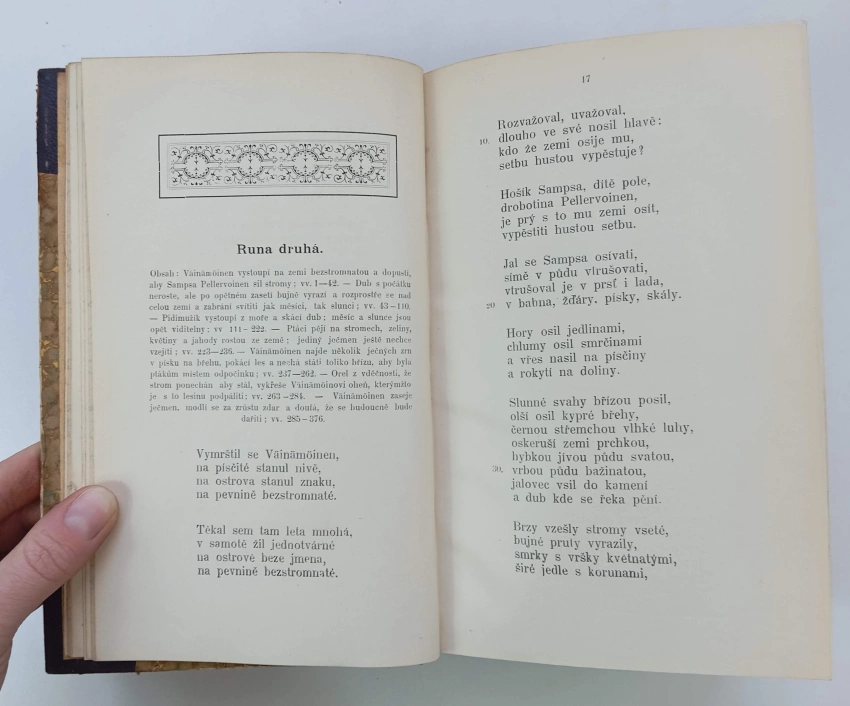 Runa druhá.
Obsah: Väinämöinen vystoupí na zemi bezstromnatou a dopustí,
aby Sampsa Pellervoinen sil stromy; vv. 1—42. — Dub s počátku
neroste, ale po opětném zasetí bujně vyrazí a rozprostře se nad
celou zemi a zabrání svítiti jak měsíci, tak slunci; vv. 43—110.
— Pidimužík vystoupí z moře a skácí dub; měsíc a slunce jsou
opět viditelny; vv 111—222. — Ptáci pějí na stromech, zeliny,
květiny a jahody rostou ze země; jediný ječmen ještě nechce
vzejíti; vv. 223—236. — Väinämöinen najde několik ječných zrn
v písku na břehu, pokácí les a nechá státi toliko břízu, aby byla
ptákům místem odpočinku; vv. 237—262. — Orel z vděčnosti, že
strom ponechán aby stál, vykřeše Väinämöinovi oheň, kterýmžto
je s to lesinu podpáliti; vv. 263—284. — Väinämöinen zaseje
ječmen, modlí se za zrůstu zdar a doufá, že se budoucně bude
dařiti; vv. 285—376.
Vymrštil se Väinämöinen,
na písčité stanul nivě,
na ostrova stanul znaku,
na pevnině bezstromnaté.
Těkal sem tam leta mnohá,
v samotě žil jednotvárné
na ostrově beze jmena,
na pevnině bezstromnaté.
17
Rozvažoval, uvažoval,
10. dlouho ve své nosil hlavě:
kdo že zemi osije mu,
setbu hustou vypěstuje?
Hošík Sampsa, dítě pole,
drobotina Pellervoinen,
je prý s to mu zemi osít,
vypěstiti hustou setbu.
Jal se Sampsa osívati,
símě v půdu vtrušovati,
vtrušoval je v prsť i lada,
20 v bahna, žďáry. písky, skály.
Hory osil jedlinami,
chlumy osil smrčinami
a vřes nasil na písčiny
a rokytí na doliny.
Slunné svahy břízou posil,
olší osil kypré břehy,
černou střemchou vlhké luhy,
oskeruší zemi prchkou,
hybkou jívou půdu svatou,
30. vrbou půdu bažinatou,
jalovec vsil do kamení
a dub kde se řeka pění.
Brzy vzešly stromy vseté,
bujné pruty vyrazily,
smrky s vršky květnatými,
šíré jedle s korunami,